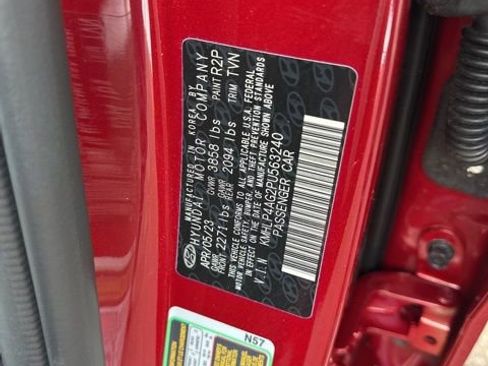 MANUFACTURED IN KOREA BY
HYUNDAI MOTOR COMPANY
APR/05/23 GVWR 3858 lbs PAINT R2P
GAWR FRONT 2271 lbs GAWR REAR 2094 lbs TRIM TVN
THIS VEHICLE CONFORMS TO ALL APPLICABLE U.S.A. FEDERAL
MOTOR VEHICLE SAFETY, BUMPER, AND THEFT PREVENTION STANDARDS
IN EFFECT ON THE DATE OF MANUFACTURE SHOWN ABOVE
V.I.N KMHLP4AG2PU563240
PASSENGER CAR
N57